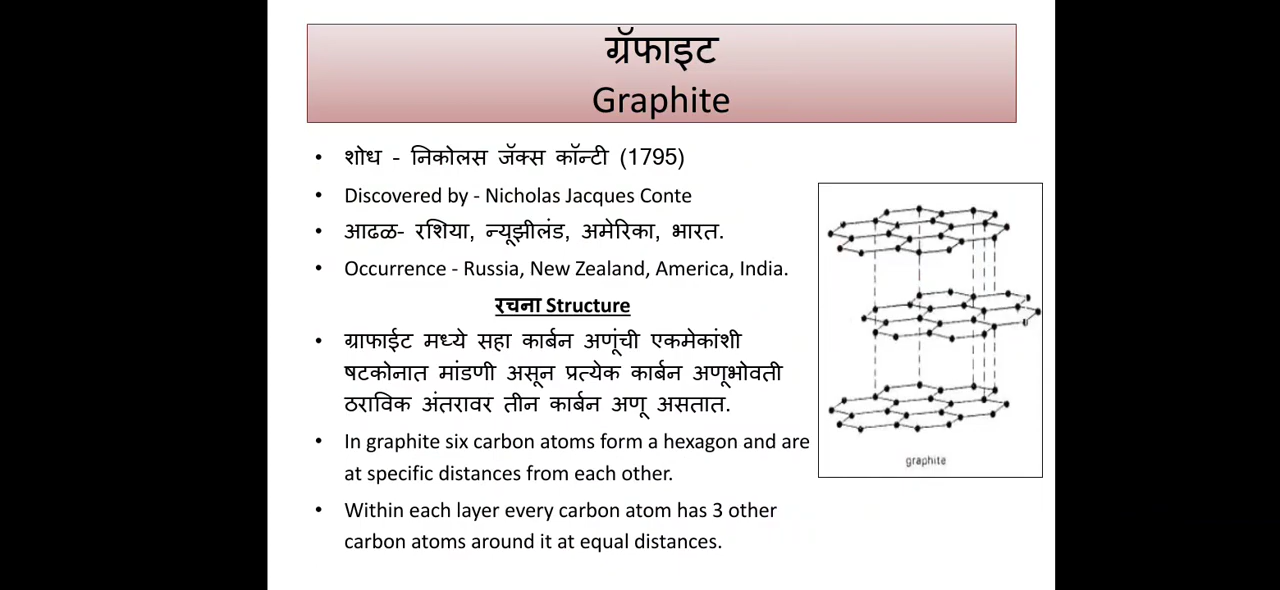 ग्रॅफाइट
Graphite
• शोध - निकोलस जॅक्स कॉन्टी (1795)
• Discovered by - Nicholas Jacques Conte
• आढळ- रशिया, न्यूझीलंड, अमेरिका, भारत.
• Occurrence - Russia, New Zealand, America, India.
रचना Structure
• ग्राफाईट मध्ये सहा कार्बन अणूंची एकमेकांशी
षटकोनात मांडणी असून प्रत्येक कार्बन अणूभोवती
ठराविक अंतरावर तीन कार्बन अणू असतात.
• In graphite six carbon atoms form a hexagon and are
at specific distances from each other.
• Within each layer every carbon atom has 3 other
carbon atoms around it at equal distances.
graphite